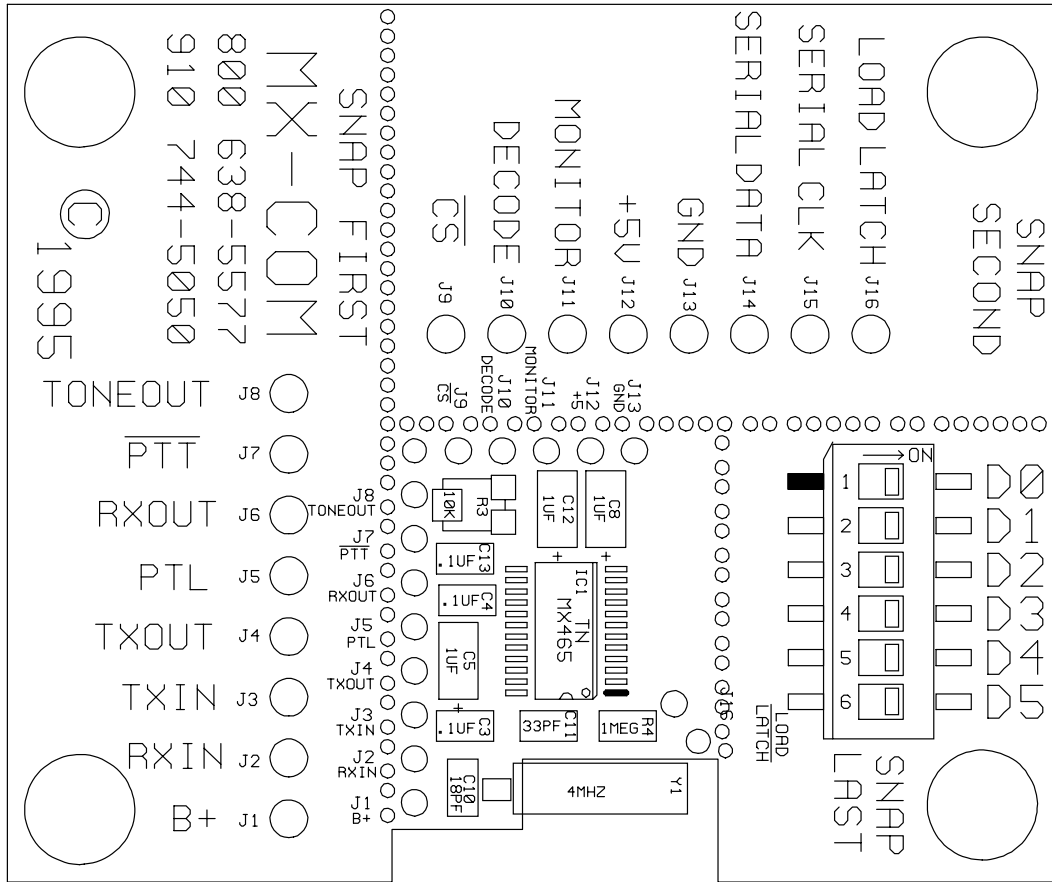 800 638-5577
910 744-5050
MX-COM
SNAP FIRST
© 1995
CS
DECODE
MONITOR
+5V
GND
SERIAL DATA
SERIAL CLK
LOAD LATCH
J9
J10
J11
J12
J13
J14
J15
J16
SNAP
SECOND
TONEOUT J8
PTT J7
RXOUT J6
PTL J5
TXOUT J4
TXIN J3
RXIN J2
B+ J1
J9
CS
J10
DECODE
J11
MONITOR
J12
+5
J13
GND
J8
TONEOUT
J7
PTT
J6
RXOUT
J5
PTL
J4
TXOUT
J3
TXIN
J2
RXIN
J1
B+
R3
10K
C12
1UF
+
C8
1UF
+
C13
.1UF
C4
.1UF
C5
1UF
+
C3
.1UF
IC1
TN
MX465
C11
33PF
R4
1MEG
C10
18PF
4MHZ
Y1
J16
LOAD
LATCH
ON
1 D0
2 D1
3 D2
4 D3
5 D4
6 D5
SNAP
LAST